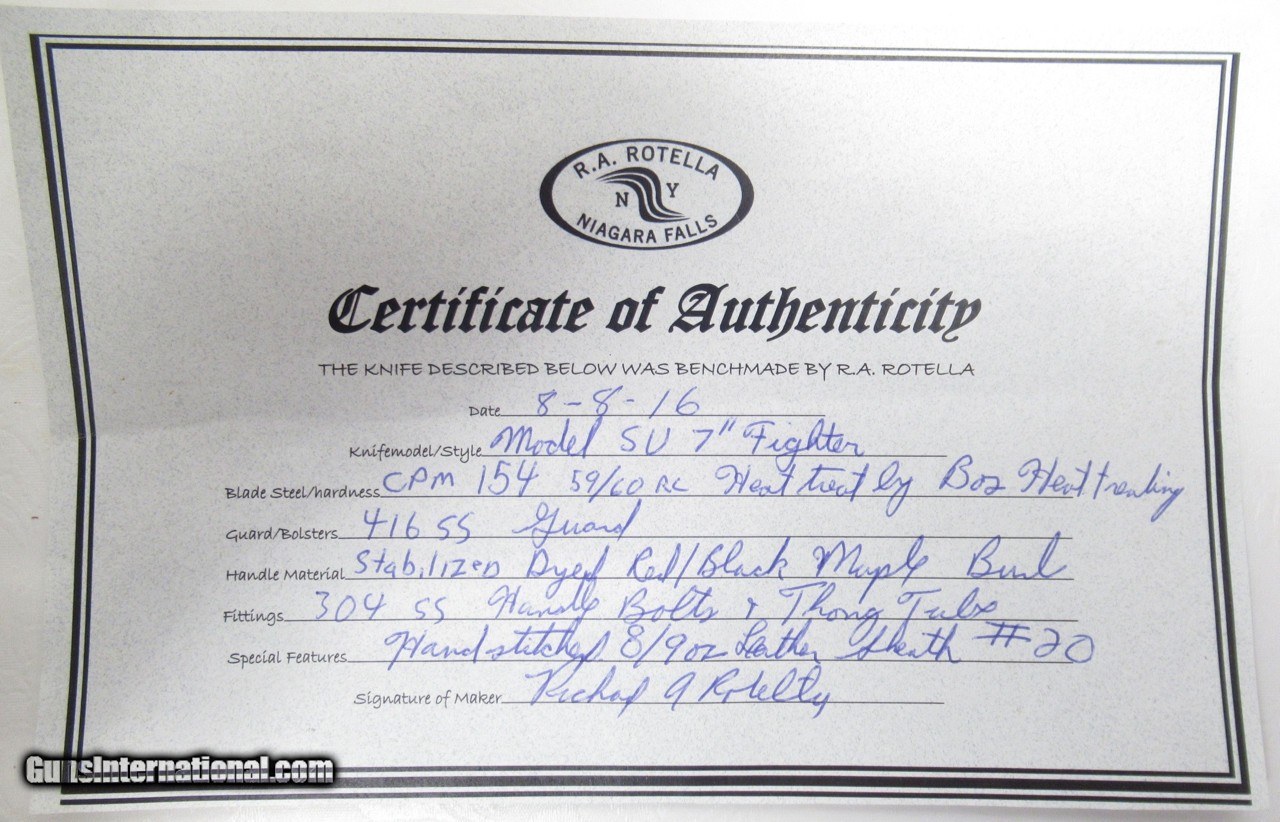 R.A. ROTELLA
N Y
NIAGARA FALLS
Certificate of Authenticity
THE KNIFE DESCRIBED BELOW WAS BENCHMADE BY R.A. ROTELLA
Date 8-8-16
Knifemodel/Style Model SU 7" Fighter
Blade Steel/hardness CPM 154 59/60 RC Heat treat by Bos Heat treating
Guard/Bolsters 416 SS Guard
Handle Material Stabilized Dyed Red/Black Maple Burl
Fittings 304 SS Handle Bolts & Thong Tube
Special Features Handstitched 8/9oz Leather Sheath #20
Signature of Maker Richard A Rotella
GunsInternational.com